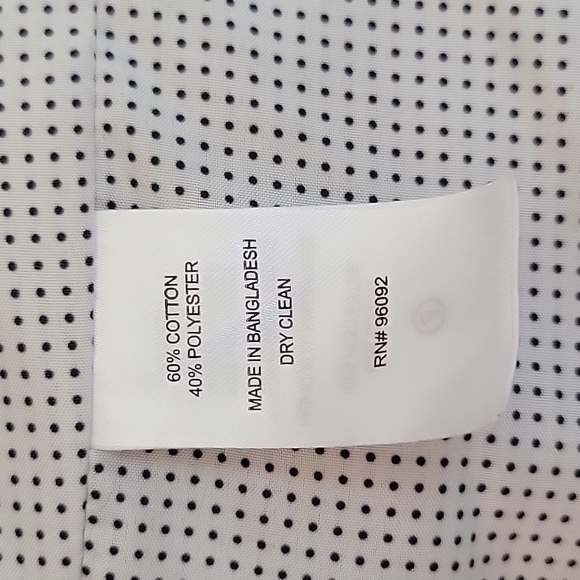 60% COTTON
40% POLYESTER
MADE IN BANGLADESH
DRY CLEAN
RN# 96092